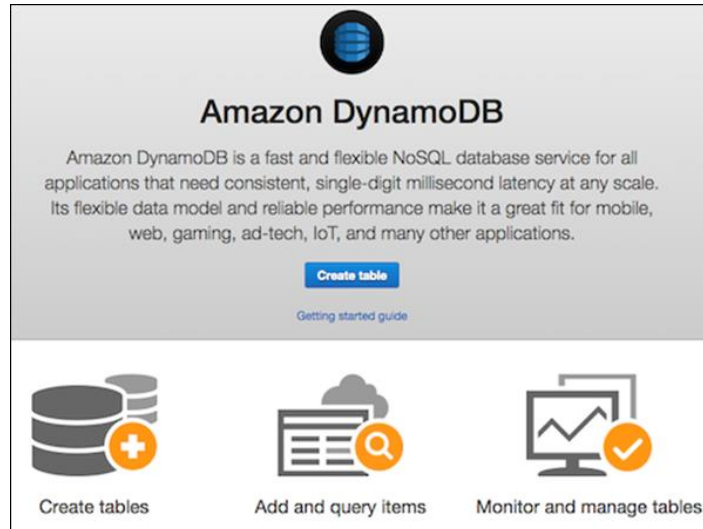 Amazon DynamoDB
Amazon DynamoDB is a fast and flexible NoSQL database service for all
applications that need consistent, single-digit millisecond latency at any scale.
Its flexible data model and reliable performance make it a great fit for mobile,
web, gaming, ad-tech, IoT, and many other applications.
Create table
Getting started guide
Create tables
Add and query items
Monitor and manage tables